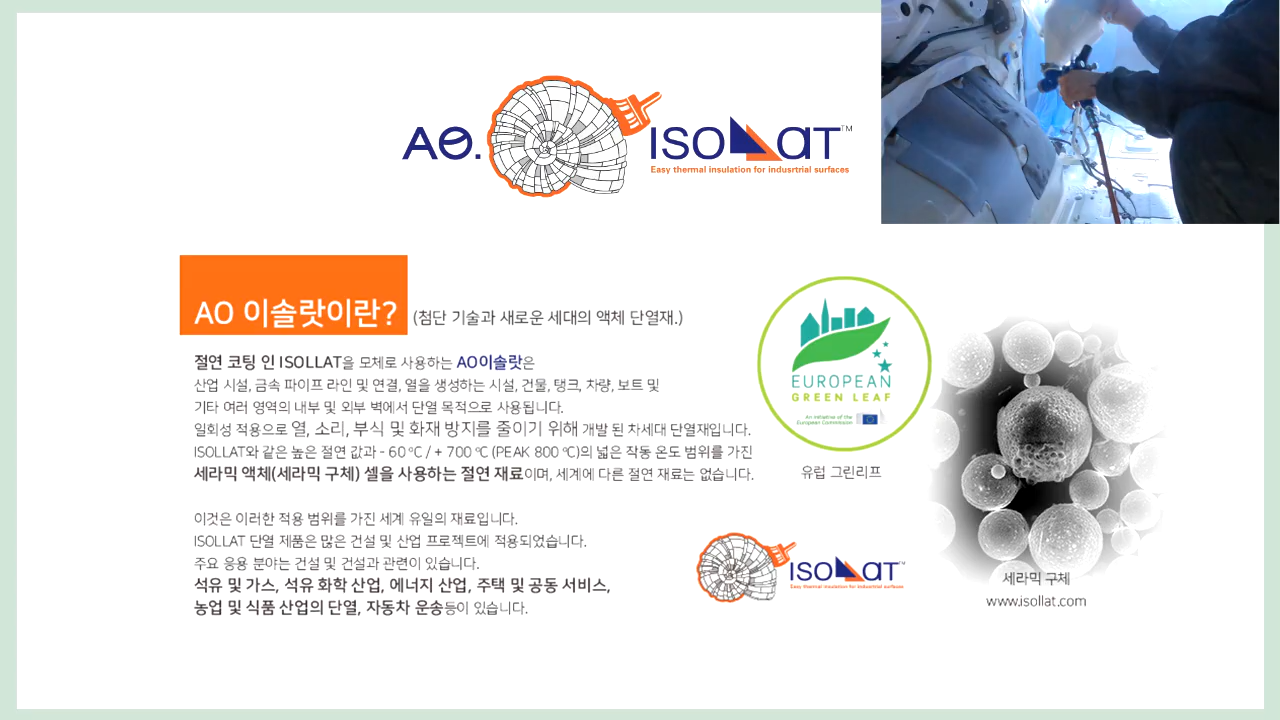 AO.
ISOLLAT™
Easy thermal insulation for indusrtrial surfaces
AO 이솔랏이란?
(첨단 기술과 새로운 세대의 액체 단열재.)
절연 코팅 인 ISOLLAT을 모체로 사용하는 AO이솔랏은
산업 시설, 금속 파이프 라인 및 연결, 열을 생성하는 시설, 건물, 탱크, 차량, 보트 및
기타 여러 영역의 내부 및 외부 벽에서 단열 목적으로 사용됩니다.
일회성 적용으로 열, 소리, 부식 및 화재 방지를 줄이기 위해 개발 된 차세대 단열재입니다.
ISOLLAT와 같은 높은 절연 값과 - 60 ℃ / + 700 ℃ (PEAK 800 ℃)의 넓은 작동 온도 범위를 가진
세라믹 액체(세라믹 구체) 셀을 사용하는 절연 재료이며, 세계에 다른 절연 재료는 없습니다.
이것은 이러한 적용 범위를 가진 세계 유일의 재료입니다.
ISOLLAT 단열 제품은 많은 건설 및 산업 프로젝트에 적용되었습니다.
주요 응용 분야는 건설 및 건설과 관련이 있습니다.
석유 및 가스, 석유 화학 산업, 에너지 산업, 주택 및 공동 서비스,
농업 및 식품 산업의 단열, 자동차 운송등이 있습니다.
EUROPEAN
GREEN LEAF
An initiative of the
European Commission
유럽 그린리프
ISOLLAT™
Easy thermal insulation for indusrtrial surfaces
세라믹 구체
www.isollat.com